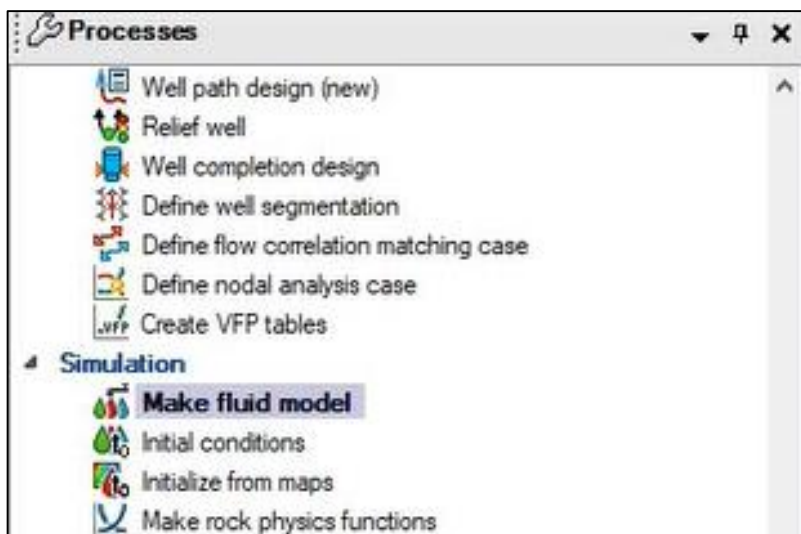 Processes
Well path design (new)
Relief well
Well completion design
Define well segmentation
Define flow correlation matching case
Define nodal analysis case
.VFP Create VFP tables
Simulation
Make fluid model
Initial conditions
Initialize from maps
Make rock physics functions